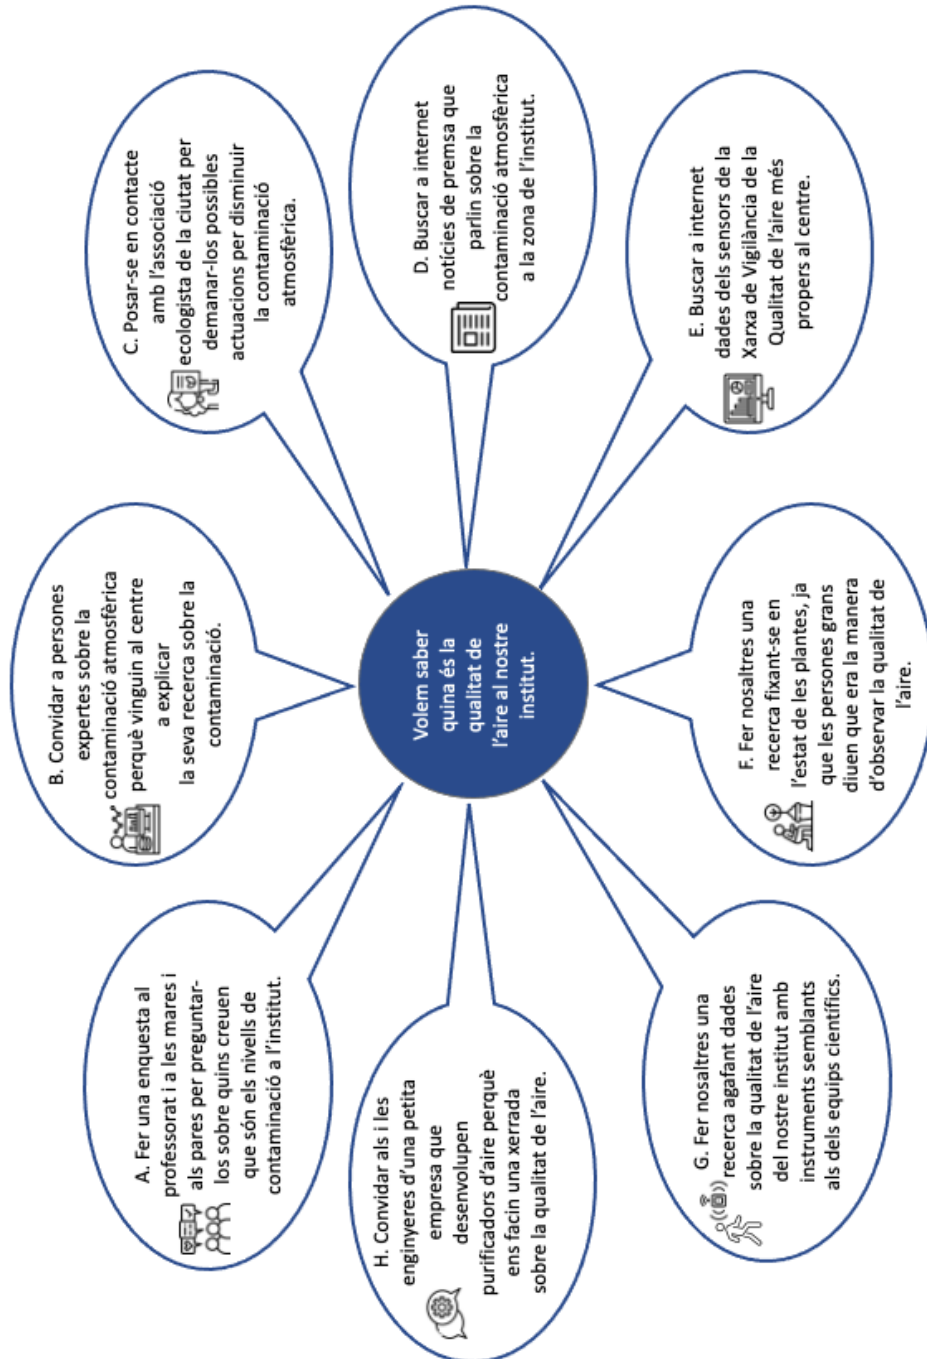 A. Fer una enquesta al
professorat i a les mares i
als pares per preguntar-
los sobre quins creuen
que són els nivells de
contaminació a l'institut.
B. Convidar a persones
expertes sobre la
contaminació atmosfèrica
perquè vinguin al centre
a explicar
la seva recerca sobre la
contaminació.
C. Posar-se en contacte
amb l'associació
ecologista de la ciutat per
demanar-los possibles
actuacions per disminuir
la contaminació
atmosfèrica.
D. Buscar a internet
notícies de premsa que
parlin sobre la
contaminació atmosfèrica
a la zona de l'institut.
E. Buscar a internet
dades dels sensors de la
Xarxa de Vigilància de la
Qualitat de l'aire més
propers al centre.
F. Fer nosaltres una
recerca fixant-se en
l'estat de les plantes, ja
que les persones grans
diuen que era la manera
d'observar la qualitat de
l'aire.
G. Fer nosaltres una
recerca agafant dades
sobre la qualitat de l'aire
del nostre institut amb
instruments semblants
als dels equips científics.
H. Convidar als i les
enginyeres d'una petita
empresa que
desenvolupen
purificadors d'aire perquè
ens facin una xerrada
sobre la qualitat de l'aire.
Volem saber
quina és la
qualitat de
l'aire al nostre
institut.